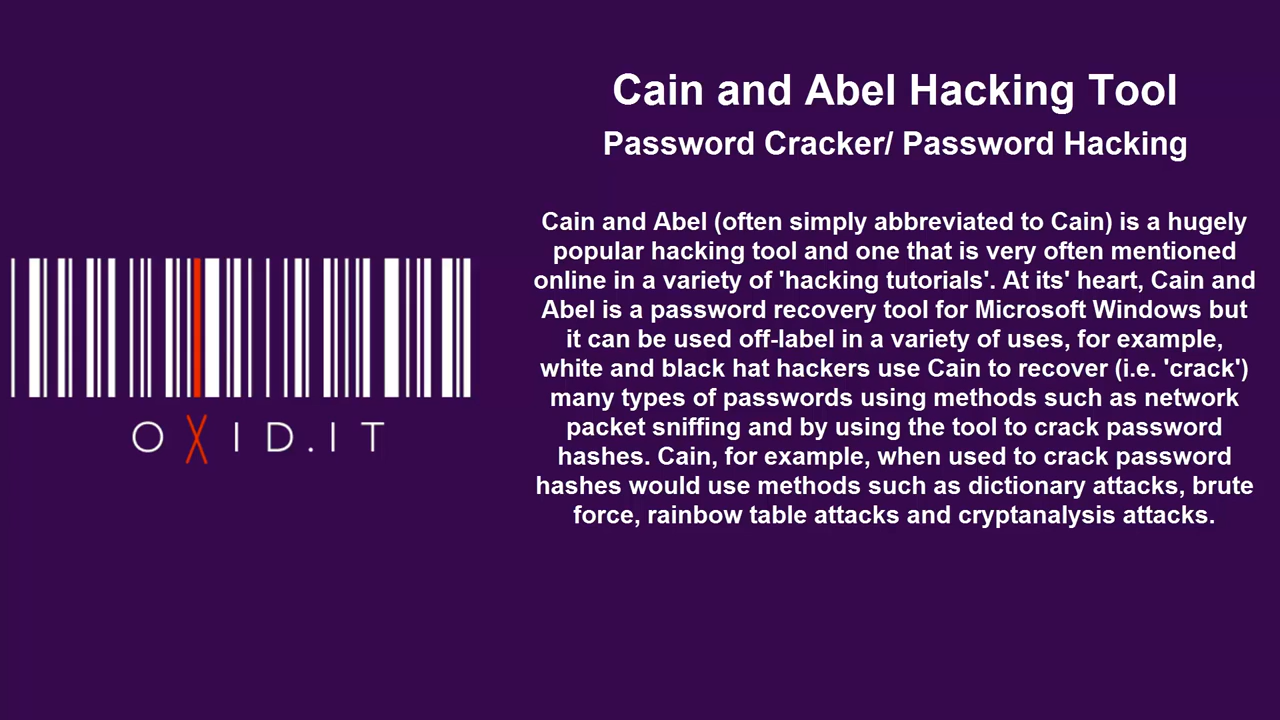 Cain and Abel Hacking Tool
Password Cracker/ Password Hacking
Cain and Abel (often simply abbreviated to Cain) is a hugely
popular hacking tool and one that is very often mentioned
online in a variety of 'hacking tutorials'. At its' heart, Cain and
Abel is a password recovery tool for Microsoft Windows but
it can be used off-label in a variety of uses, for example,
white and black hat hackers use Cain to recover (i.e. 'crack')
many types of passwords using methods such as network
packet sniffing and by using the tool to crack password
hashes. Cain, for example, when used to crack password
hashes would use methods such as dictionary attacks, brute
force, rainbow table attacks and cryptanalysis attacks.
OXID.IT